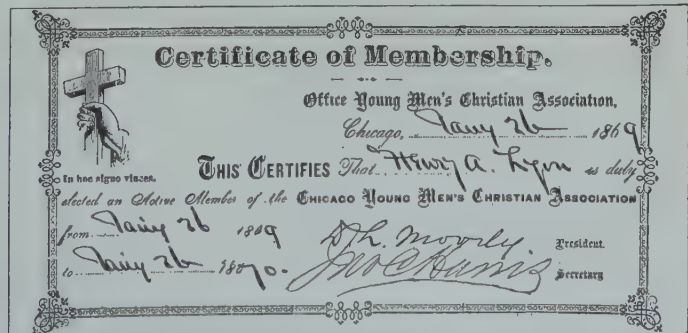 Certificate of Membership.
Office Young Men's Christian Association,
Chicago, Jany 26 1869
In hoc signo vinces.
THIS CERTIFIES That Henry A. Lyon is duly
elected an Active Member of the CHICAGO YOUNG MEN'S CHRISTIAN ASSOCIATION
from Jany 26 1869
to Jany 26 1870.
D. L. Moody President.
Jno C Harris Secretary